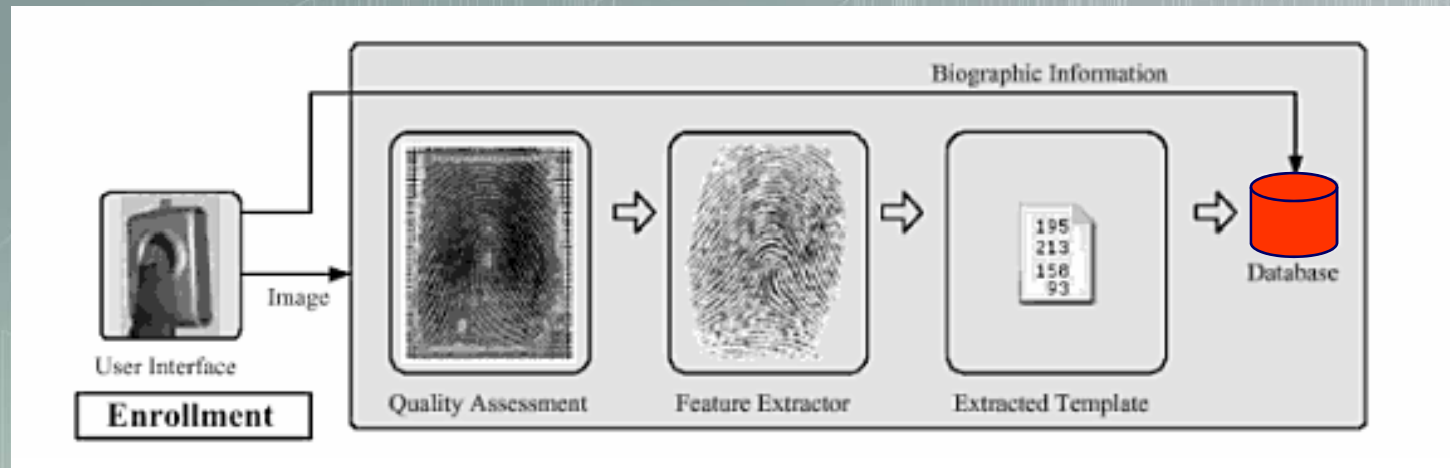 Biographic Information
195
213
158
93
Database
Image
User Interface
Enrollment
Quality Assessment
Feature Extractor
Extracted Template